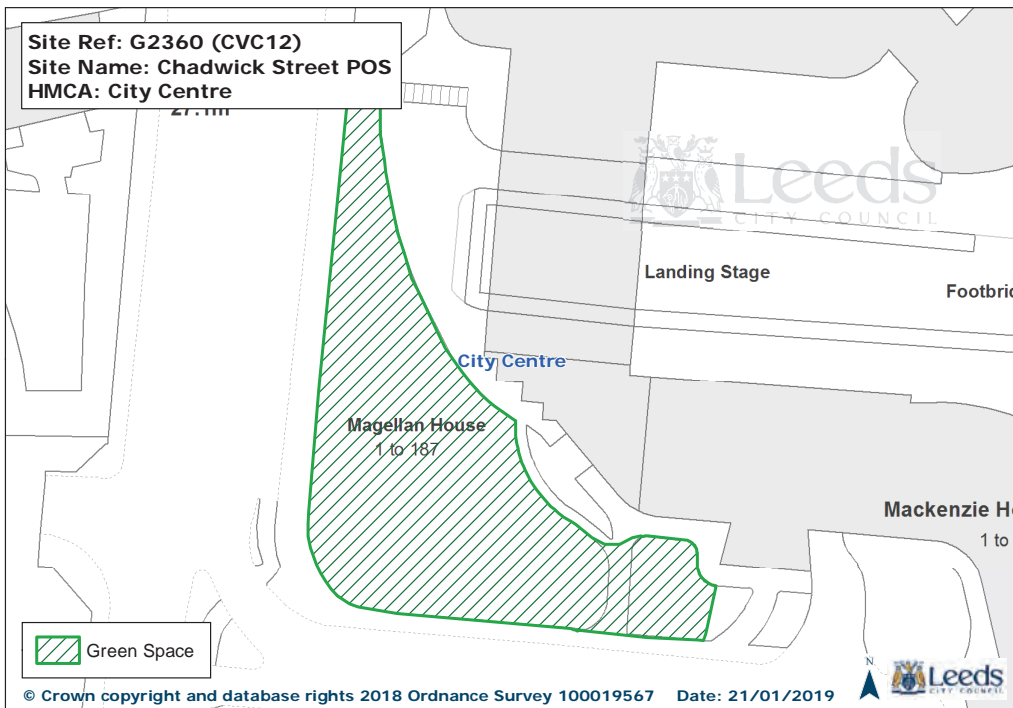 Site Ref: G2360 (CVC12)
Site Name: Chadwick Street POS
HMCA: City Centre
Leeds
CITY COUNCIL
Landing Stage
City Centre
Magellan House
1 to 187
1 to
Green Space
© Crown copyright and database rights 2018 Ordnance Survey 100019567 Date: 21/01/2019
N
Leeds
CITY COUNCIL